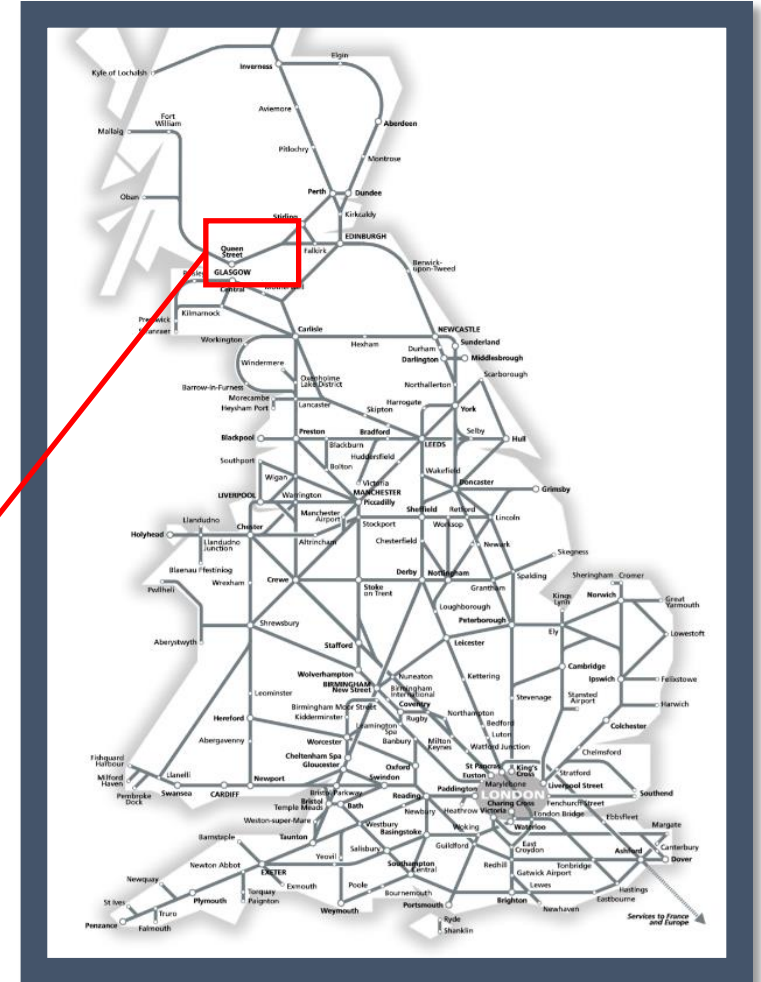 Elgin
Inverness
Kyle of Lochalsh
Aviemore
Fort
William
Aberdeen
Mallaig
Pitlochry
Montrose
Perth
Dundee
Oban
Kirkcaldy
Stirling
EDINBURGH
Queen
Street
Falkirk
Berwick-
upon-Tweed
GLASGOW
Central
Kilmarnock
Carlisle
NEWCASTLE
Workington
Hexham
Sunderland
Durham
Darlington
Middlesbrough
Windermere
Scarborough
Oxenholme
Lake District
Northallerton
Barrow-in-Furness
Morecambe
Heysham Port
Lancaster
Harrogate
York
Skipton
Blackpool
Preston
Bradford
Selby
Hull
Blackburn
LEEDS
Huddersfield
Southport
Bolton
Wakefield
Wigan
Victoria
Doncaster
Grimsby
LIVERPOOL
Warrington
MANCHESTER
Piccadilly
Sheffield
Retford
Manchester
Airport
Lincoln
Llandudno
Chester
Stockport
Worksop
Holyhead
Llandudno
Junction
Altrincham
Chesterfield
Newark
Skegness
Blaenau Ffestiniog
Derby
Nottingham
Sheringham
Cromer
Pwllheli
Wrexham
Crewe
Stoke
on Trent
Grantham
Spalding
Kings
Lynn
Norwich
Great
Yarmouth
Loughborough
Peterborough
Shrewsbury
Ely
Lowestoft
Aberystwyth
Stafford
Leicester
Wolverhampton
Cambridge
BIRMINGHAM
New Street
Nuneaton
Kettering
Ipswich
Felixstowe
Birmingham
International
Leominster
Stevenage
Stansted
Airport
Birmingham Moor Street
Coventry
Harwich
Kidderminster
Rugby
Northampton
Hereford
Leamington
Spa
Bedford
Colchester
Worcester
Banbury
Milton
Keynes
Luton
Abergavenny
Watford Junction
Chelmsford
Cheltenham Spa
Fishguard
Harbour
Gloucester
Oxford
St Pancras
King's
Cross
Euston
Stratford
Milford
Haven
Llanelli
Newport
Swindon
Marylebone
Liverpool Street
Pembroke
Dock
Swansea
CARDIFF
Bristol Parkway
Reading
Paddington
LONDON
Southend
Bristol
Temple Meads
Bath
Charing Cross
Fenchurch Street
Newbury
Heathrow
Victoria
London Bridge
Ebbsfleet
Weston-super-Mare
Westbury
Waterloo
Margate
Barnstaple
Taunton
Basingstoke
Woking
East
Croydon
Canterbury
Yeovil
Salisbury
Guildford
Ashford
Dover
Newton Abbot
Southampton
Central
Redhill
Tonbridge
Gatwick Airport
EXETER
Newquay
Exmouth
Poole
Lewes
Hastings
Torquay
Bournemouth
Eastbourne
St Ives
Plymouth
Paignton
Portsmouth
Brighton
Newhaven
Truro
Weymouth
Penzance
Falmouth
Ryde
Shanklin
Services to France
and Europe